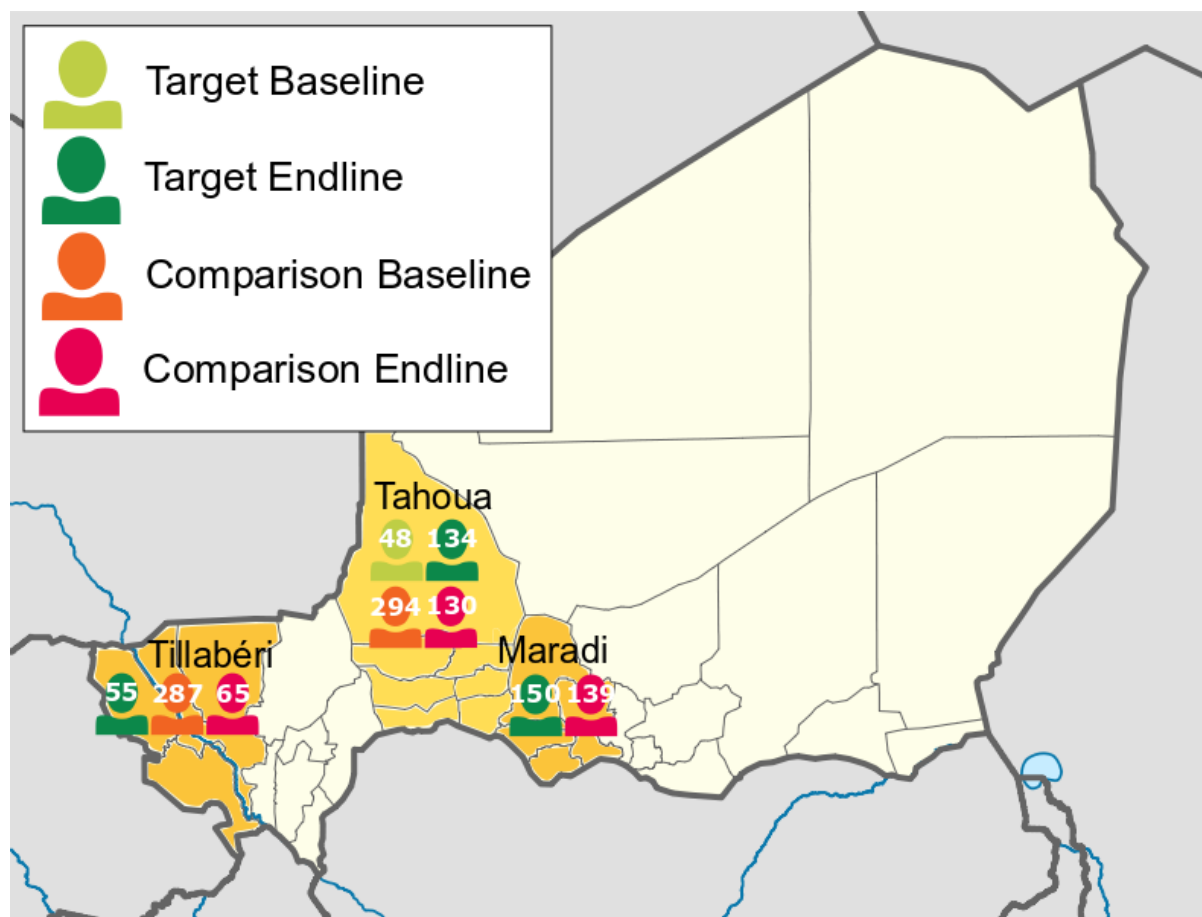 Target Baseline
Target Endline
Comparison Baseline
Comparison Endline
Tahoua
48 134
294 130
Tillabéri
55 287 65
Maradi
150 139